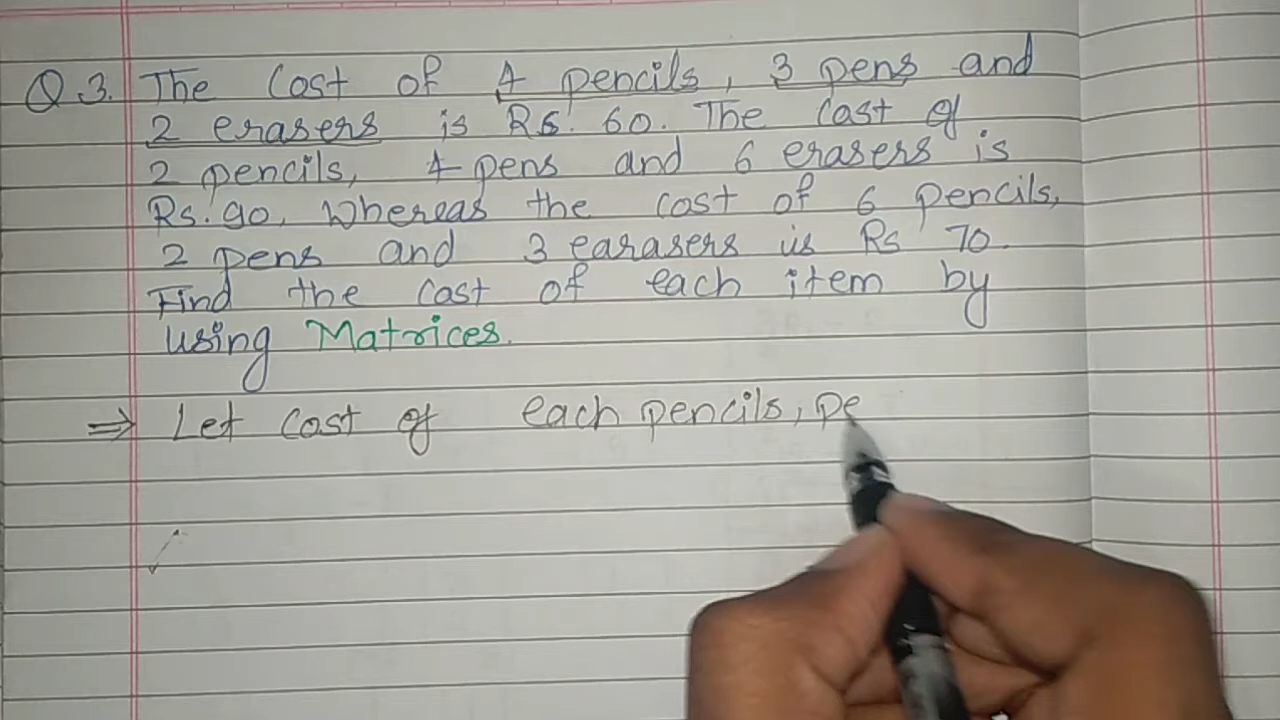 Q 3. The Cost of 4 pencils, 3 pens and
2 erasers is Rs. 60. The Cost of
2 pencils, 4 pens and 6 erasers is
Rs. 90, Whereas the cost of 6 pencils,
2 pens and 3 earasers is Rs 70.
Find the cost of each item by
using Matrices.
⇒ Let cost of each pencils, pe